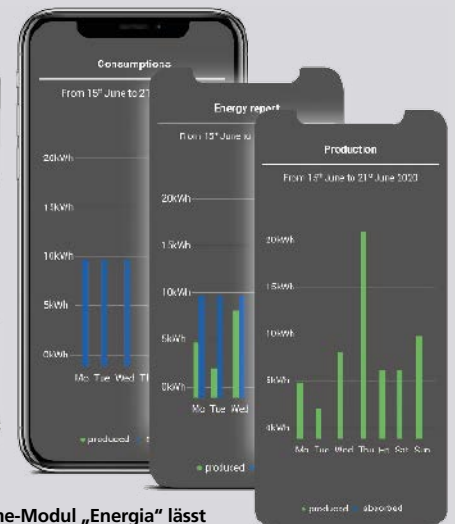 Consumptions
From 15th June to 21
20kWh
15kWh
10kWh
5kWh
0kWh
Mo Tue Wed
produced
Energy report
From 15th June to
20kWh
15kWh
10kWh
5kWh
0kWh
Mo Tue Wed
produced
Production
From 15th June to 21st June 2020
20kWh
15kWh
10kWh
5kWh
0kWh
Mo Tue Wed Thu Fri Sat Sun
produced absorbed
ne-Modul „Energia“ lässt